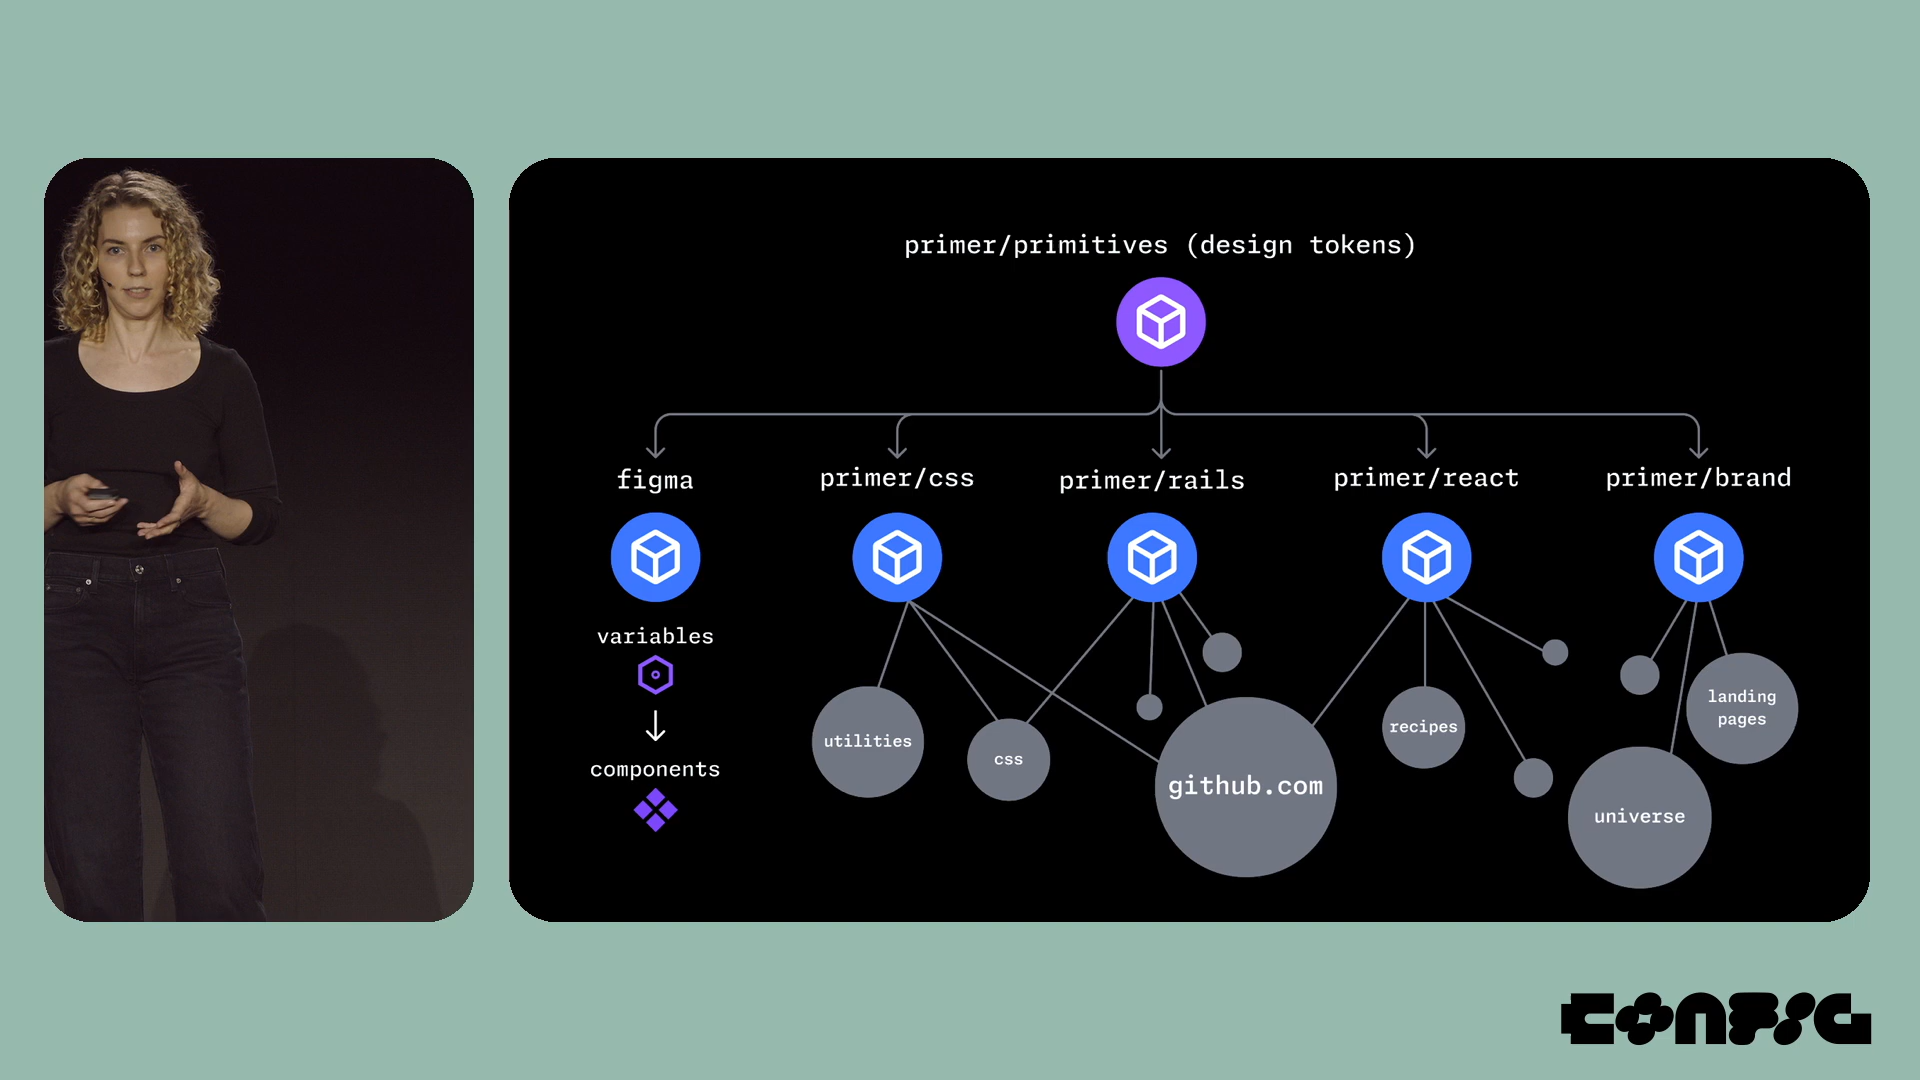 primer/primitives (design tokens)
figma
primer/css
primer/rails
primer/react
primer/brand
variables
components
utilities
css
github.com
recipes
universe
landing
pages
CONFIG